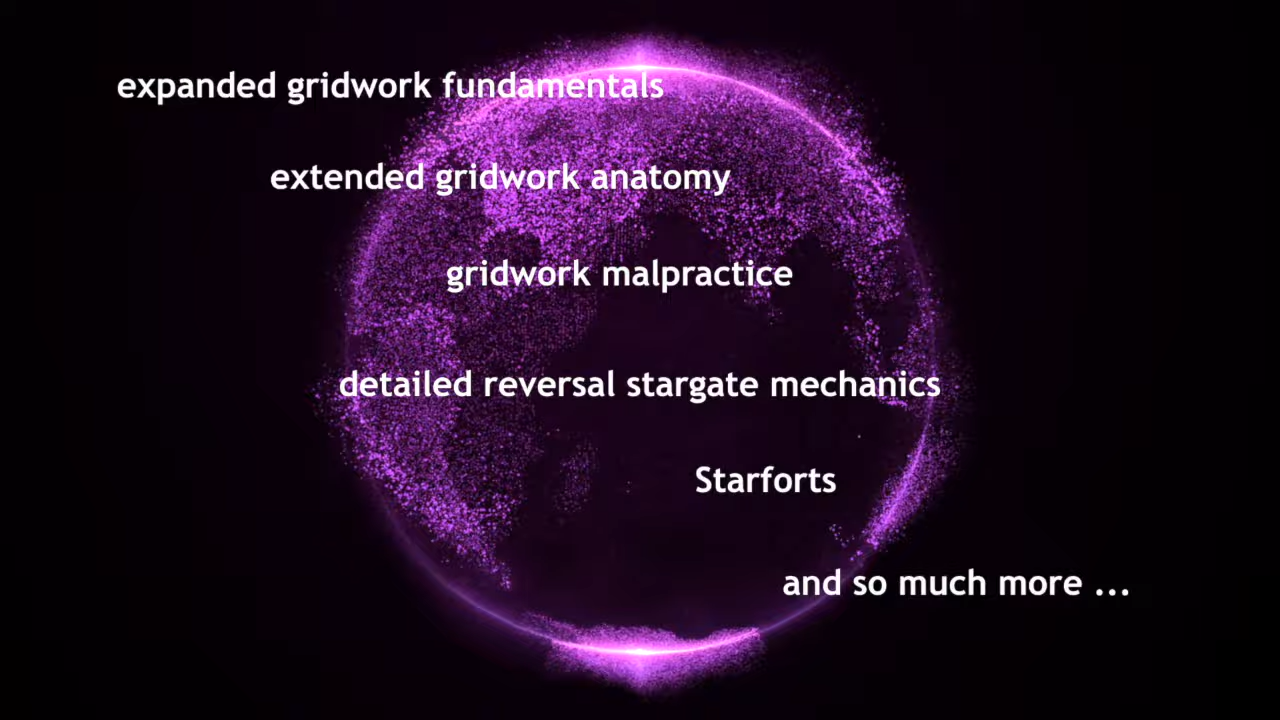 expanded gridwork fundamentals
extended gridwork anatomy
gridwork malpractice
detailed reversal stargate mechanics
Starforts
and so much more ...